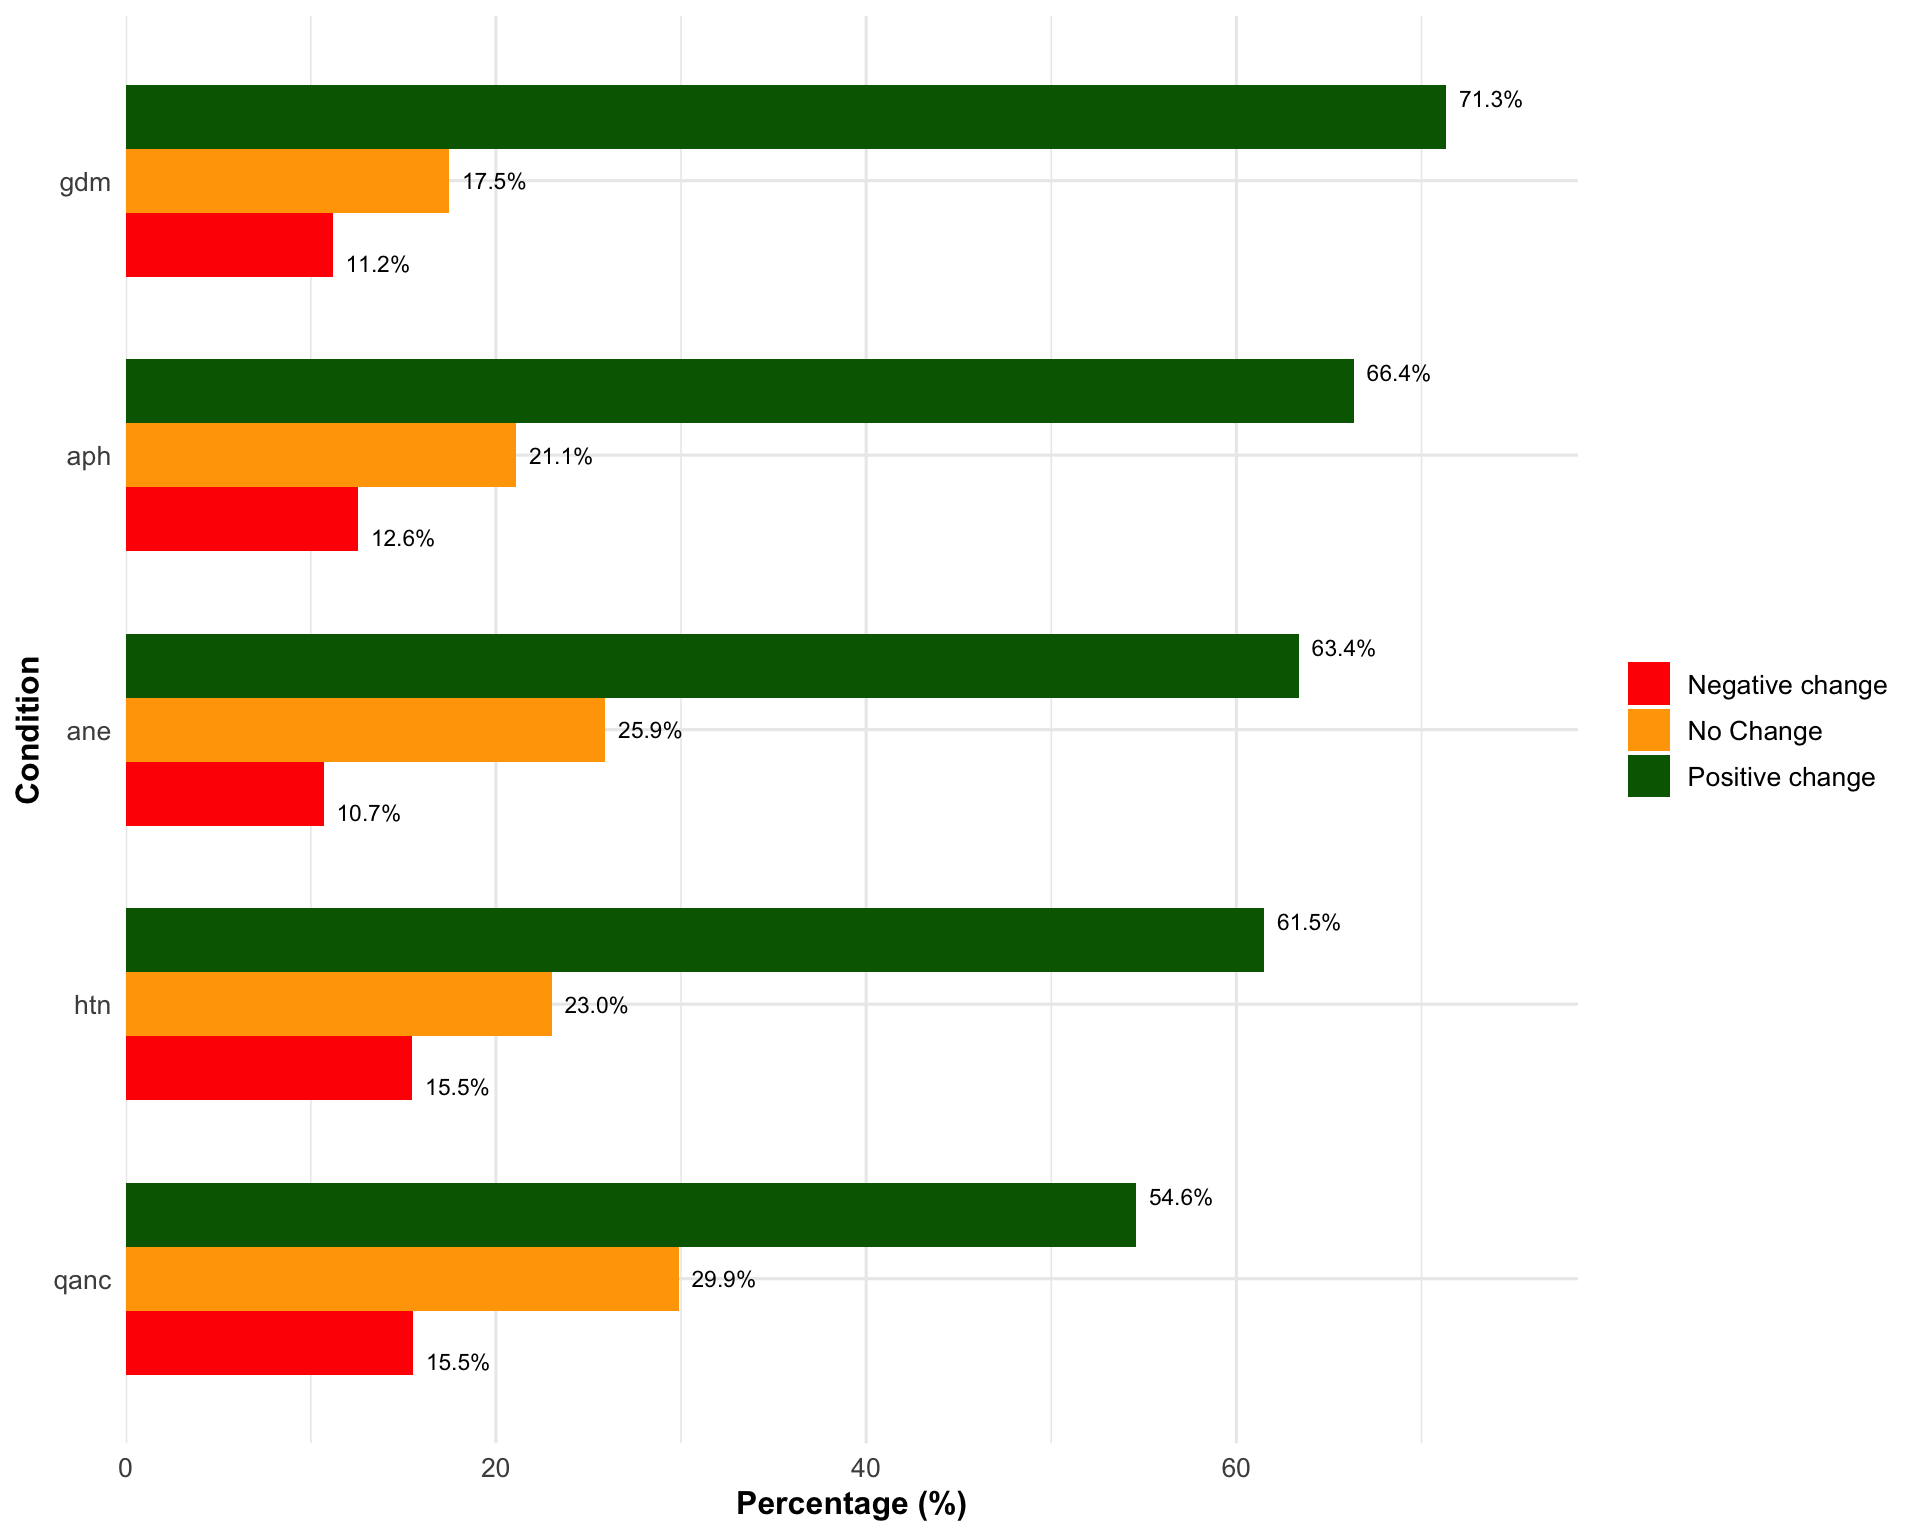 71.3%
gdm
17.5%
11.2%
66.4%
aph
21.1%
12.6%
63.4%
ane
25.9%
10.7%
61.5%
htn
23.0%
15.5%
54.6%
qanc
29.9%
15.5%
Condition
0
20
40
60
Percentage (%)
Negative change
No Change
Positive change